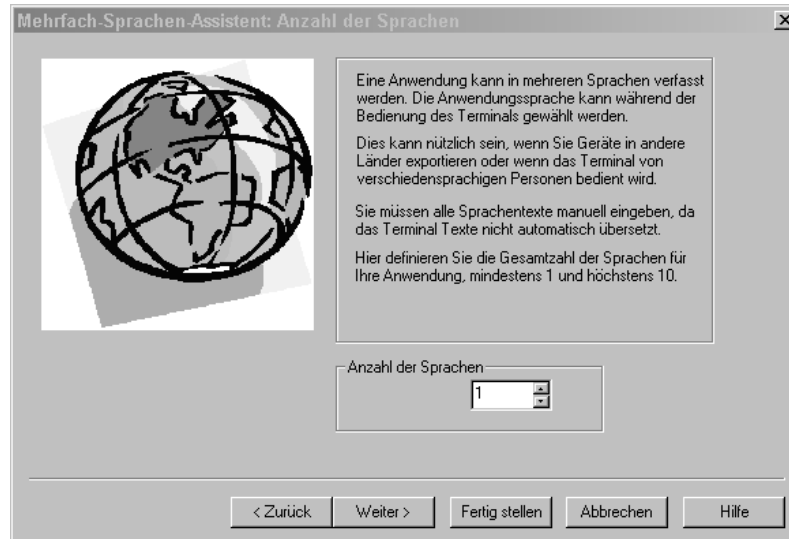 Mehrfach-Sprachen-Assistent: Anzahl der Sprachen
Eine Anwendung kann in mehreren Sprachen verfasst
werden. Die Anwendungssprache kann während der
Bedienung des Terminals gewählt werden.
Dies kann nützlich sein, wenn Sie Geräte in andere
Länder exportieren oder wenn das Terminal von
verschiedensprachigen Personen bedient wird.
Sie müssen alle Sprachentexte manuell eingeben, da
das Terminal Texte nicht automatisch übersetzt.
Hier definieren Sie die Gesamtzahl der Sprachen für
Ihre Anwendung, mindestens 1 und höchstens 10.
Anzahl der Sprachen
1
< Zurück Weiter > Fertig stellen Abbrechen Hilfe